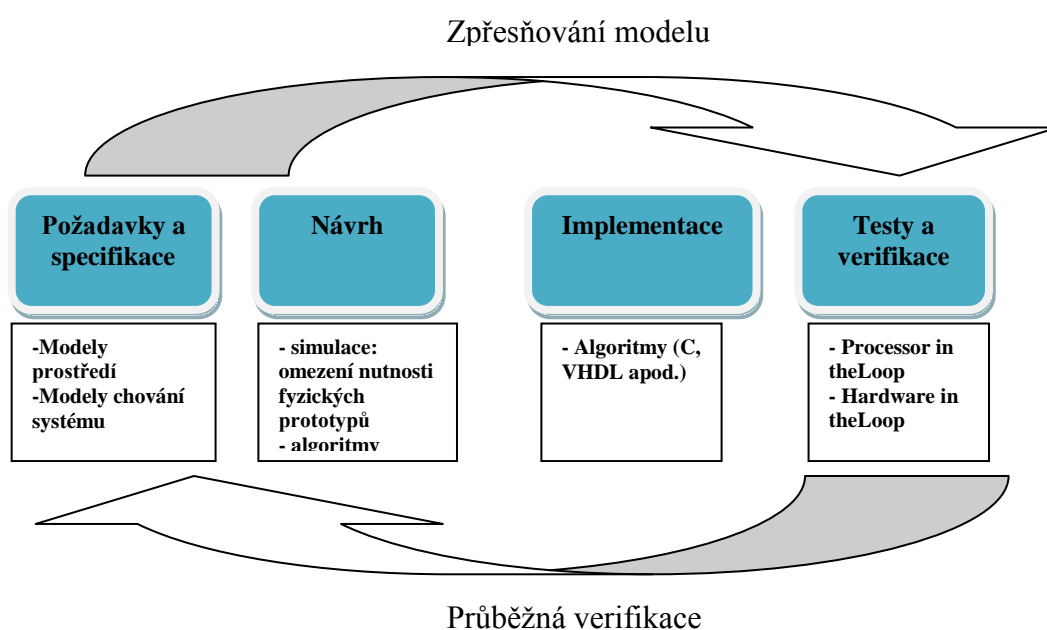 Zpřesňování modelu
Požadavky a
specifikace
Návrh
Implementace
Testy a
verifikace
-Modely
prostředí
-Modely chování
systému
- simulace:
omezení nutnosti
fyzických
prototypů
- algoritmy
- Algoritmy (C,
VHDL apod.)
- Processor in
theLoop
- Hardware in
theLoop
Průběžná verifikace